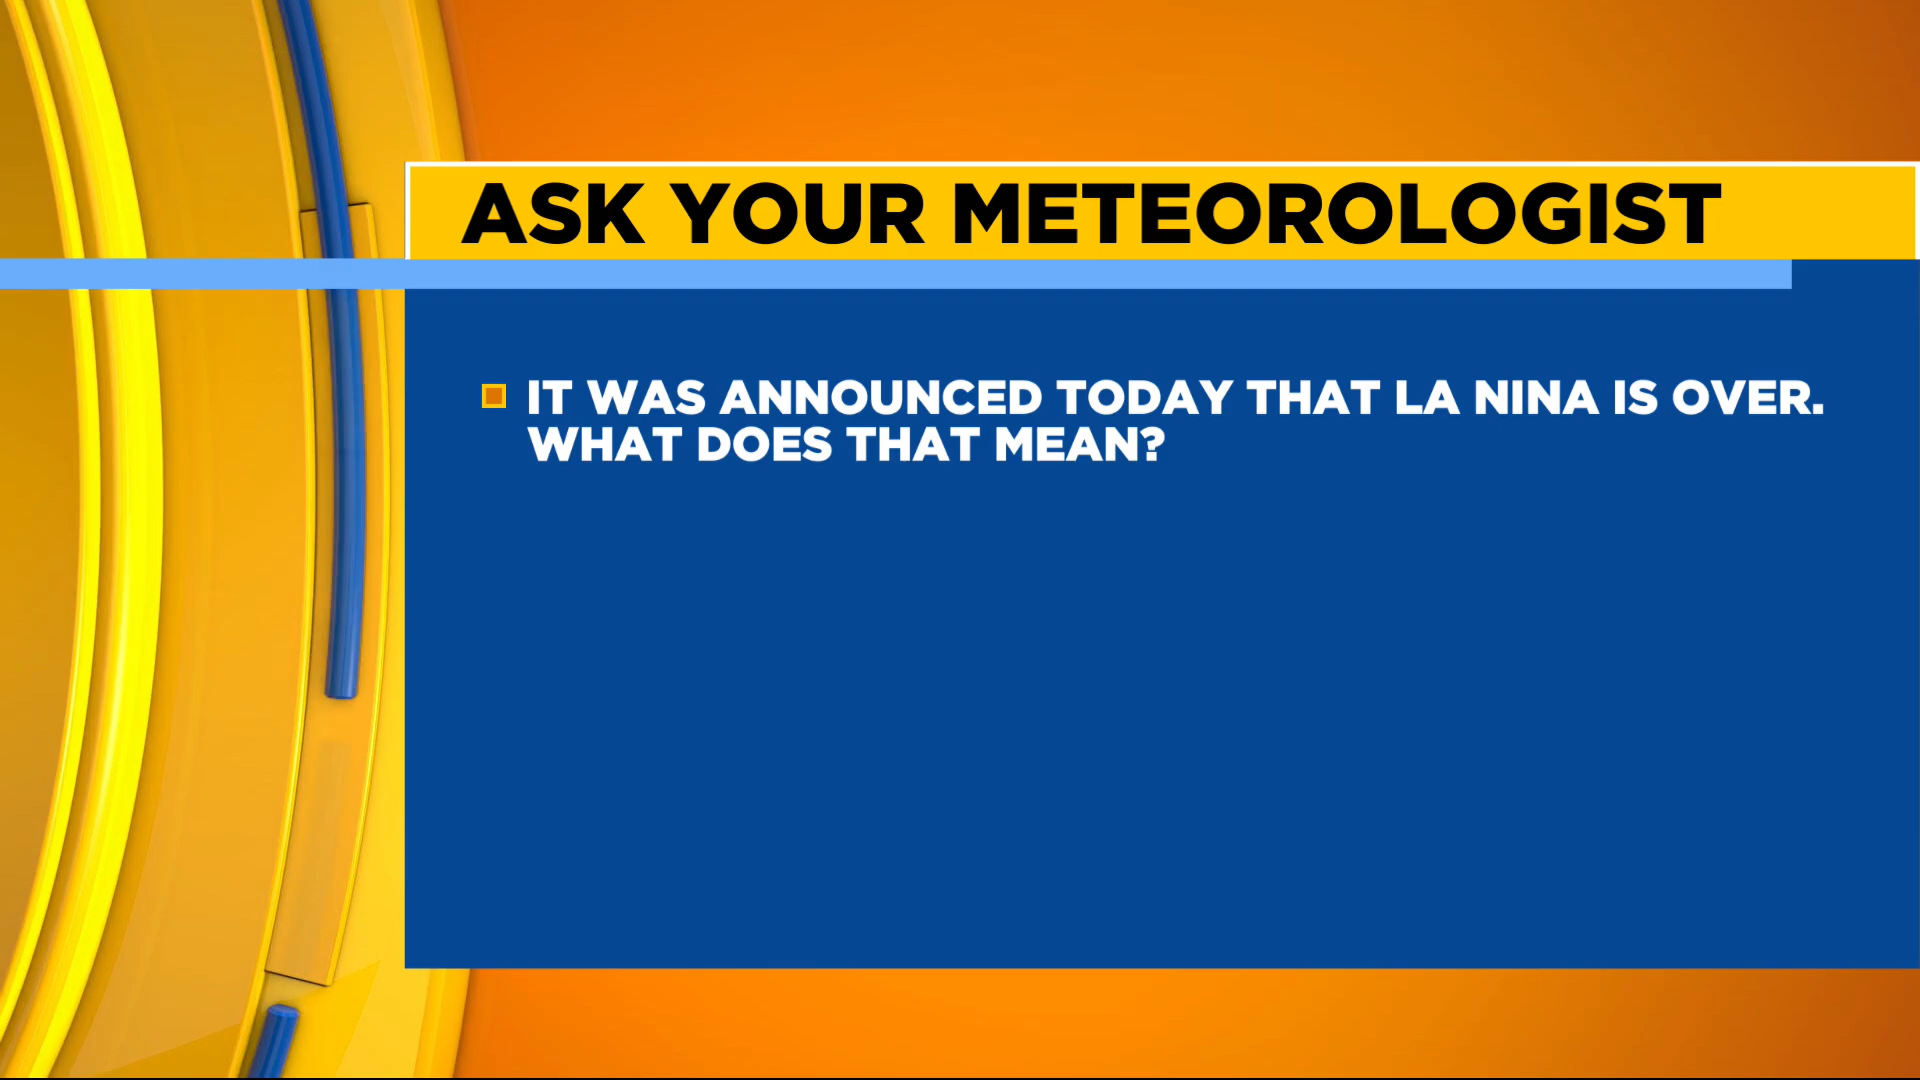 ASK YOUR METEOROLOGIST
IT WAS ANNOUNCED TODAY THAT LA NINA IS OVER.
WHAT DOES THAT MEAN?